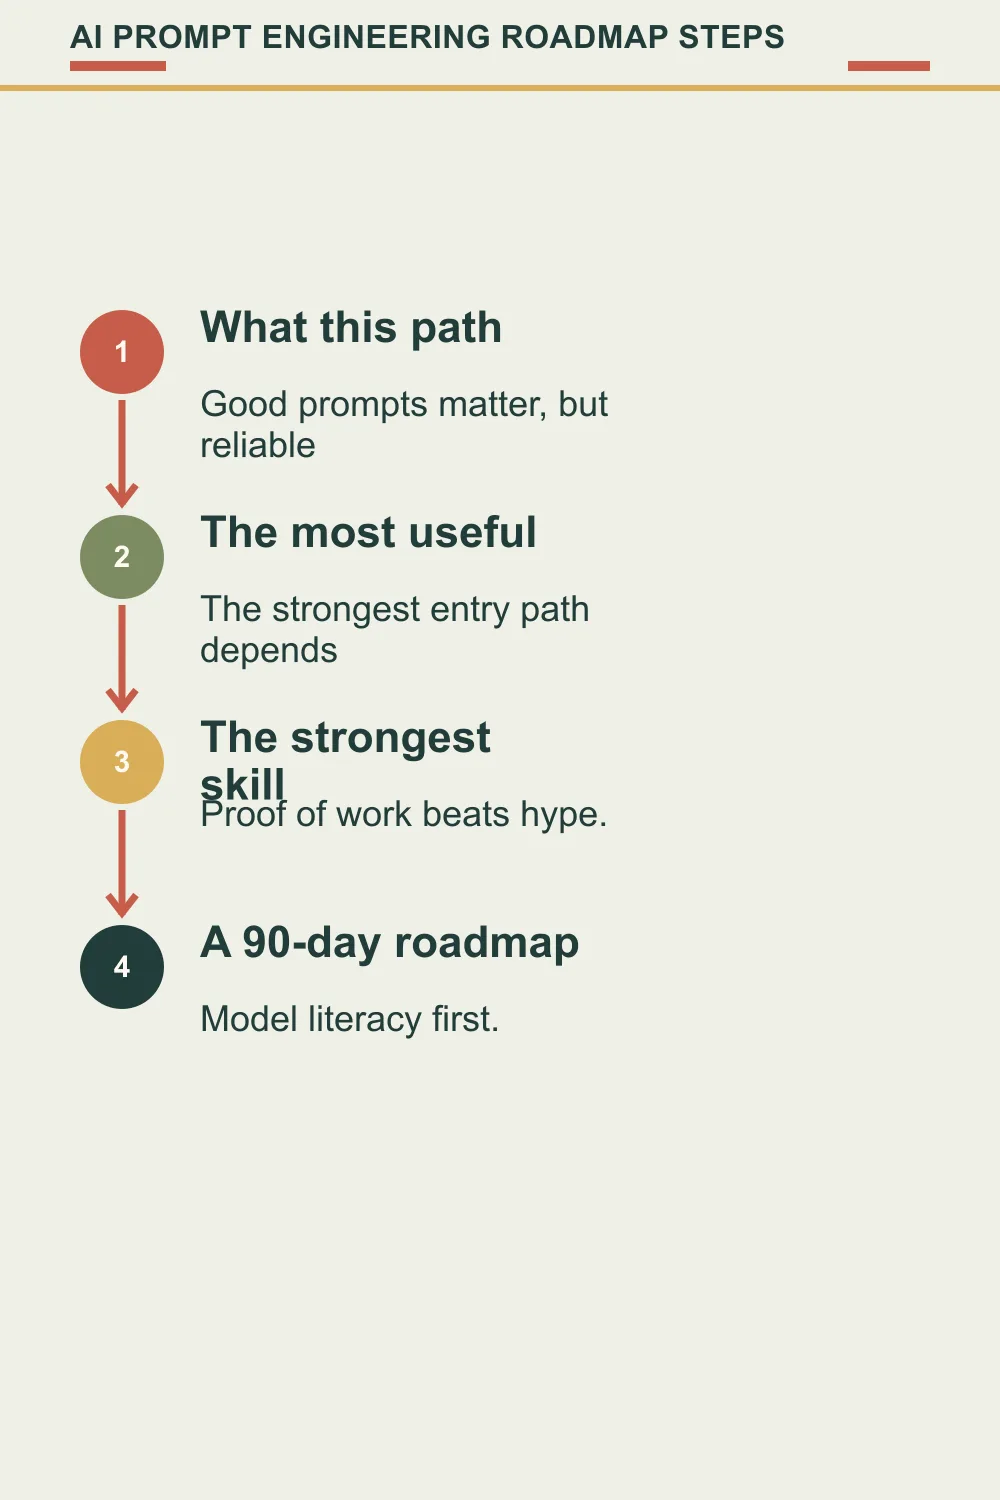 AI PROMPT ENGINEERING ROADMAP STEPS
1
What this path
Good prompts matter, but
reliable
2
The most useful
The strongest entry path
depends
3
The strongest
skill
Proof of work beats hype.
4
A 90-day roadmap
Model literacy first.